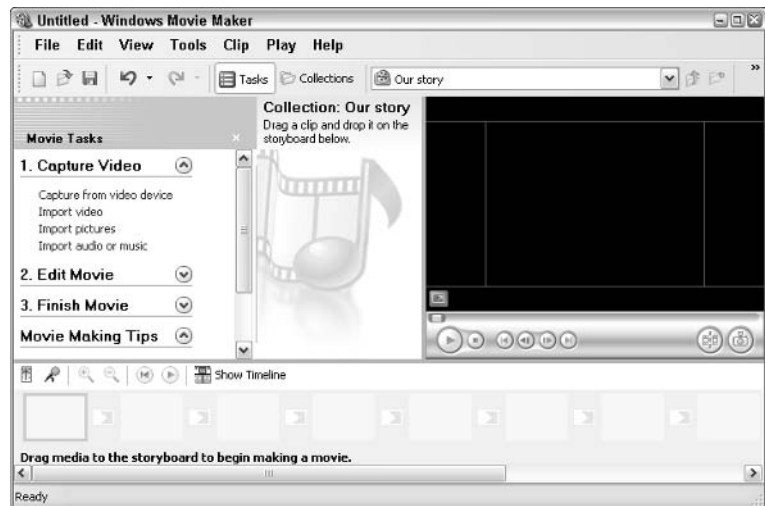 Untitled - Windows Movie Maker
File Edit View Tools Clip Play Help
Tasks Collections Our story
Movie Tasks
1. Capture Video
Capture from video device
Import video
Import pictures
Import audio or music
2. Edit Movie
3. Finish Movie
Movie Making Tips
Collection: Our story
Drag a clip and drop it on the
storyboard below.
Show Timeline
Drag media to the storyboard to begin making a movie.
Ready